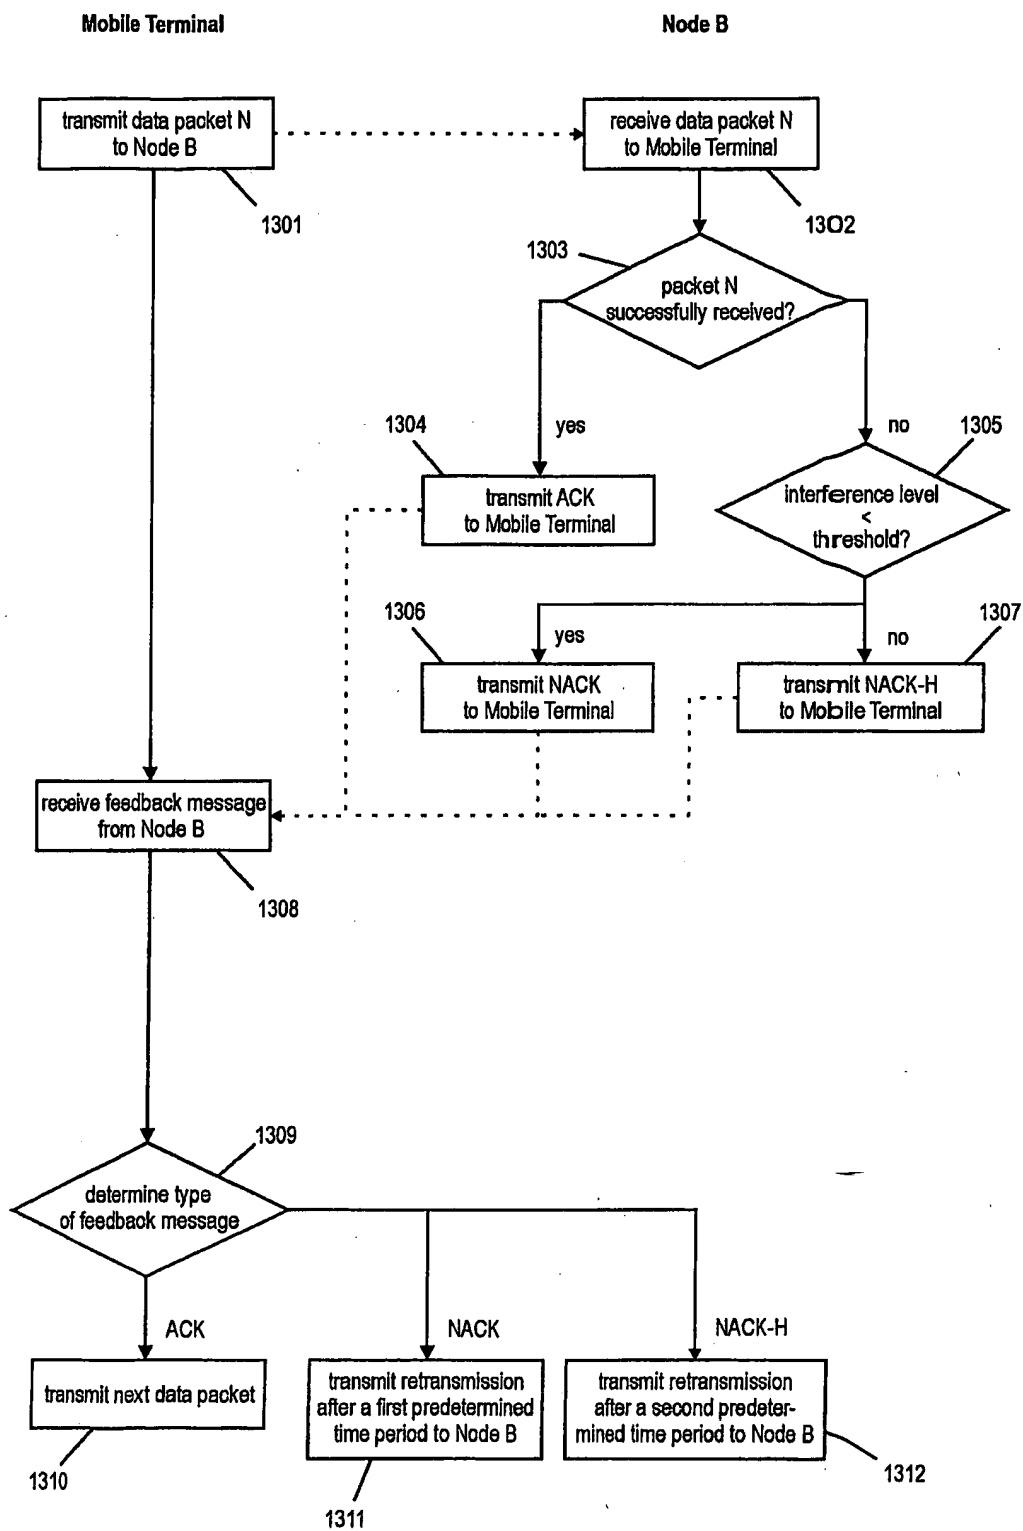 Mobile Terminal
Node B
transmit data packet N
to Node B
receive data packet N
to Mobile Terminal
1301
1302
1303
packet N
successfully received?
1304
yes
no
1305
transmit ACK
to Mobile Terminal
interference level
<
threshold?
1306
yes
no
1307
transmit NACK
to Mobile Terminal
transmit NACK-H
to Mobile Terminal
receive feedback message
from Node B
1308
1309
determine type
of feedback message
ACK
NACK
NACK-H
transmit next data packet
transmit retransmission
after a first predetermined
time period to Node B
transmit retransmission
after a second predeter-
mined time period to Node B
1310
1311
1312